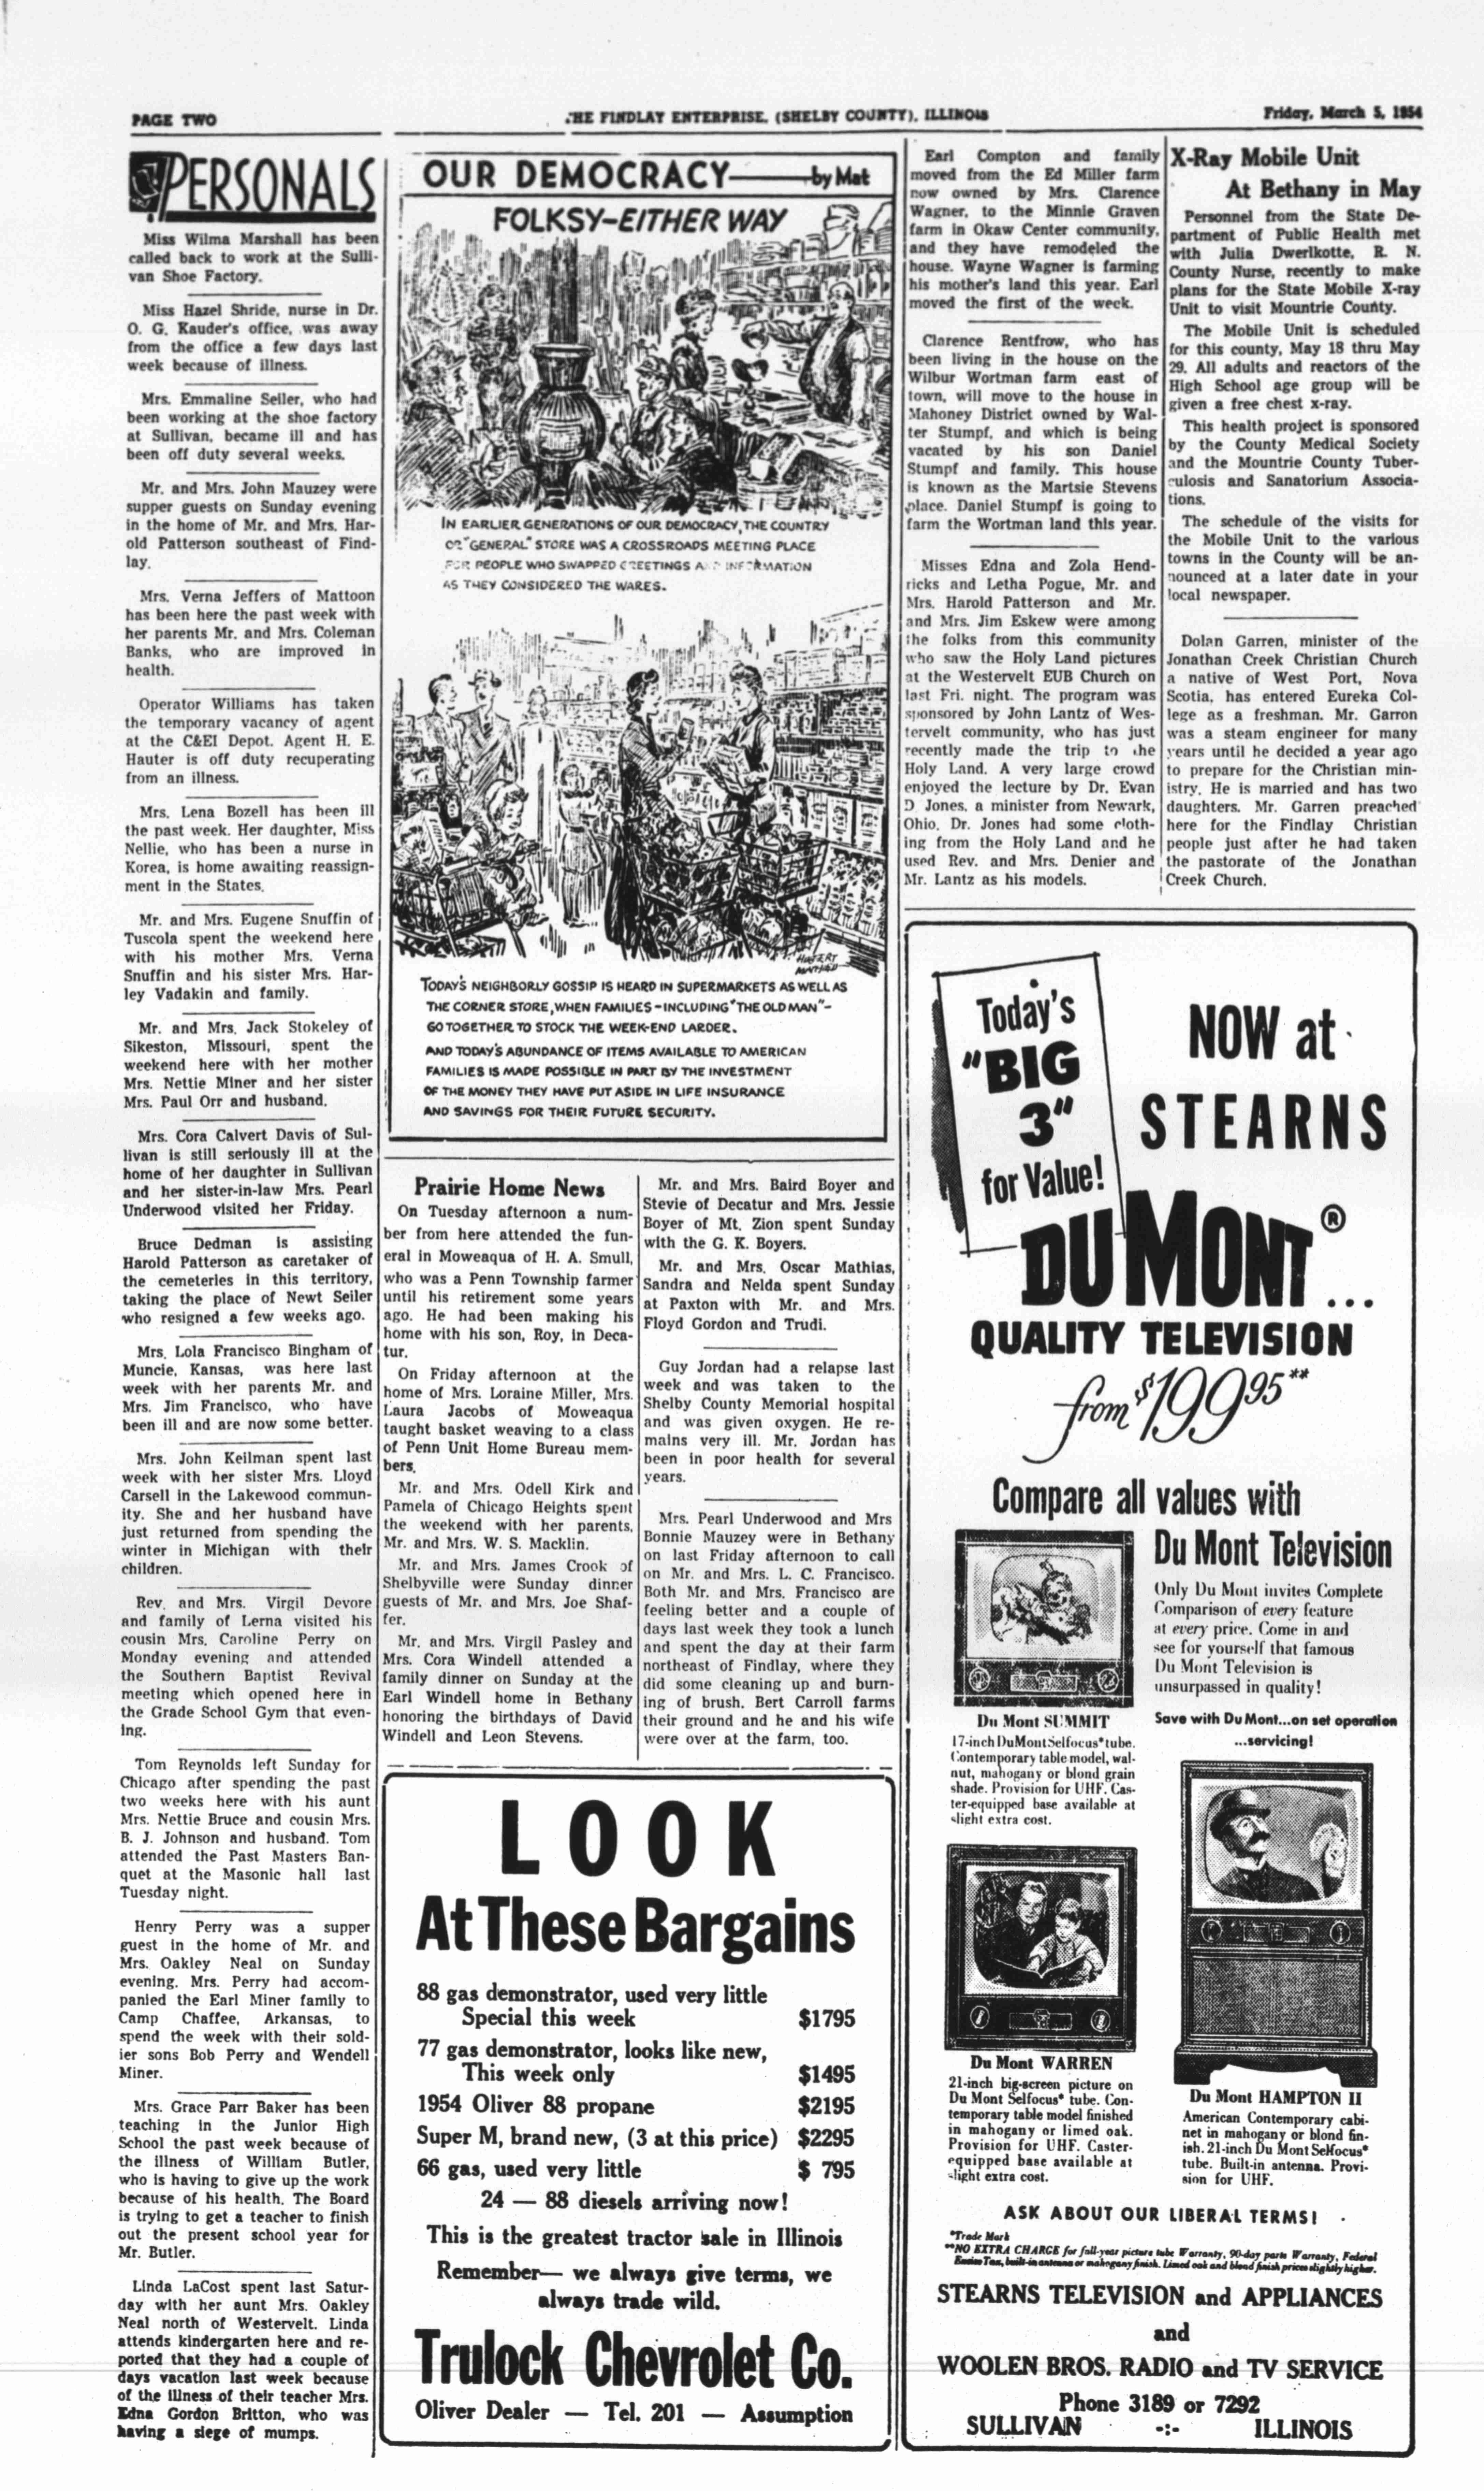 PAGE TWO
THE FINDLAY ENTERPRISE, (SHELBY COUNTY), ILLINOIS
Friday, March 5, 1954
PERSONALS
Miss Wilma Marshall has been
called back to work at the Sulli-
van Shoe Factory.
Miss Hazel Shride, nurse in Dr.
O. G. Kauder's office, was away
from the office a few days last
week because of illness.
Mrs. Emmaline Seiler, who had
been working at the shoe factory
at Sullivan, became ill and has
been off duty several weeks.
Mr. and Mrs. John Mauzey were
supper guests on Sunday evening
in the home of Mr. and Mrs. Har-
old Patterson southeast of Find-
lay.
Mrs. Verna Jeffers of Mattoon
has been here the past week with
her parents Mr. and Mrs. Coleman
Banks, who are improved in
health.
Operator Williams has taken
the temporary vacancy of agent
at the C&EI Depot. Agent H. E.
Hauter is off duty recuperating
from an illness.
Mrs. Lena Bozell has been ill
the past week. Her daughter, Miss
Nellie, who has been a nurse in
Korea, is home awaiting reassign-
ment in the States.
Mr. and Mrs. Eugene Snuffin of
Tuscola spent the weekend here
with his mother Mrs. Verna
Snuffin and his sister Mrs. Har-
ley Vadakin and family.
Mr. and Mrs. Jack Stokeley of
Sikeston, Missouri, spent the
weekend here with her mother
Mrs. Nettie Miner and her sister
Mrs. Paul Orr and husband.
Mrs. Cora Calvert Davis of Sul-
livan is still seriously ill at the
home of her daughter in Sullivan
and her sister-in-law Mrs. Pearl
Underwood visited her Friday.
Bruce Dedman is assisting
Harold Patterson as caretaker of
the cemeteries in this territory,
taking the place of Newt Seiler
who resigned a few weeks ago.
Mrs. Lola Francisco Bingham of
Muncie, Kansas, was here last
week with her parents Mr. and
Mrs. Jim Francisco, who have
been ill and are now some better.
Mrs. John Keilman spent last
week with her sister Mrs. Lloyd
Carsell in the Lakewood commun-
ity. She and her husband have
just returned from spending the
winter in Michigan with their
children.
Rev. and Mrs. Virgil Devore
and family of Lerna visited his
cousin Mrs. Caroline Perry on
Monday evening and attended
the Southern Baptist Revival
meeting which opened here in
the Grade School Gym that even-
ing.
Tom Reynolds left Sunday for
Chicago after spending the past
two weeks here with his aunt
Mrs. Nettie Bruce and cousin Mrs.
B. J. Johnson and husband. Tom
attended the Past Masters Ban-
quet at the Masonic hall last
Tuesday night.
Henry Perry was a supper
guest in the home of Mr. and
Mrs. Oakley Neal on Sunday
evening. Mrs. Perry had accom-
panied the Earl Miner family to
Camp Chaffee, Arkansas, to
spend the week with their sold-
ier sons Bob Perry and Wendell
Miner.
Mrs. Grace Parr Baker has been
teaching in the Junior High
School the past week because of
the illness of William Butler,
who is having to give up the work
because of his health. The Board
is trying to get a teacher to finish
out the present school year for
Mr. Butler.
Linda LaCost spent last Satur-
day with her aunt Mrs. Oakley
Neal north of Westervelt. Linda
attends kindergarten here and re-
ported that they had a couple of
days vacation last week because
of the illness of their teacher Mrs.
Edna Gordon Britton, who was
having a siege of mumps.
OUR DEMOCRACY——by Mat
FOLKSY-EITHER WAY
IN EARLIER GENERATIONS OF OUR DEMOCRACY, THE COUNTRY
OR "GENERAL" STORE WAS A CROSSROADS MEETING PLACE
FOR PEOPLE WHO SWAPPED GREETINGS AND INFORMATION
AS THEY CONSIDERED THE WARES.
TODAY'S NEIGHBORLY GOSSIP IS HEARD IN SUPERMARKETS AS WELL AS
THE CORNER STORE, WHEN FAMILIES - INCLUDING "THE OLD MAN" -
GO TOGETHER TO STOCK THE WEEK-END LARDER.
AND TODAY'S ABUNDANCE OF ITEMS AVAILABLE TO AMERICAN
FAMILIES IS MADE POSSIBLE IN PART BY THE INVESTMENT
OF THE MONEY THEY HAVE PUT ASIDE IN LIFE INSURANCE
AND SAVINGS FOR THEIR FUTURE SECURITY.
Prairie Home News
On Tuesday afternoon a num-
ber from here attended the fun-
eral in Moweaqua of H. A. Smull,
who was a Penn Township farmer
until his retirement some years
ago. He had been making his
home with his son, Roy, in Deca-
tur.
On Friday afternoon at the
home of Mrs. Loraine Miller, Mrs.
Laura Jacobs of Moweaqua
taught basket weaving to a class
of Penn Unit Home Bureau mem-
bers.
Mr. and Mrs. Odell Kirk and
Pamela of Chicago Heights spent
the weekend with her parents,
Mr. and Mrs. W. S. Macklin.
Mr. and Mrs. James Crook of
Shelbyville were Sunday dinner
guests of Mr. and Mrs. Joe Shaf-
fer.
Mr. and Mrs. Virgil Pasley and
Mrs. Cora Windell attended a
family dinner on Sunday at the
Earl Windell home in Bethany
honoring the birthdays of David
Windell and Leon Stevens.
Mr. and Mrs. Baird Boyer and
Stevie of Decatur and Mrs. Jessie
Boyer of Mt. Zion spent Sunday
with the G. K. Boyers.
Mr. and Mrs. Oscar Mathias,
Sandra and Nelda spent Sunday
at Paxton with Mr. and Mrs.
Floyd Gordon and Trudi.
Guy Jordan had a relapse last
week and was taken to the
Shelby County Memorial hospital
and was given oxygen. He re-
mains very ill. Mr. Jordan has
been in poor health for several
years.
Mrs. Pearl Underwood and Mrs
Bonnie Mauzey were in Bethany
on last Friday afternoon to call
on Mr. and Mrs. L. C. Francisco.
Both Mr. and Mrs. Francisco are
feeling better and a couple of
days last week they took a lunch
and spent the day at their farm
northeast of Findlay, where they
did some cleaning up and burn-
ing of brush. Bert Carroll farms
their ground and he and his wife
were over at the farm, too.
LOOK
At These Bargains
88 gas demonstrator, used very little
Special this week $1795
77 gas demonstrator, looks like new,
This week only $1495
1954 Oliver 88 propane $2195
Super M, brand new, (3 at this price) $2295
66 gas, used very little $ 795
24 — 88 diesels arriving now!
This is the greatest tractor sale in Illinois
Remember— we always give terms, we
always trade wild.
Trulock Chevrolet Co.
Oliver Dealer — Tel. 201 — Assumption
Earl Compton and family
moved from the Ed Miller farm
now owned by Mrs. Clarence
Wagner, to the Minnie Graven
farm in Okaw Center community,
and they have remodeled the
house. Wayne Wagner is farming
his mother's land this year. Earl
moved the first of the week.
Clarence Rentfrow, who has
been living in the house on the
Wilbur Wortman farm east of
town, will move to the house in
Mahoney District owned by Wal-
ter Stumpf, and which is being
vacated by his son Daniel
Stumpf and family. This house
is known as the Martsie Stevens
place. Daniel Stumpf is going to
farm the Wortman land this year.
Misses Edna and Zola Hend-
ricks and Letha Pogue, Mr. and
Mrs. Harold Patterson and Mr.
and Mrs. Jim Eskew were among
the folks from this community
who saw the Holy Land pictures
at the Westervelt EUB Church on
last Fri. night. The program was
sponsored by John Lantz of Wes-
tervelt community, who has just
recently made the trip to the
Holy Land. A very large crowd
enjoyed the lecture by Dr. Evan
D Jones, a minister from Newark,
Ohio. Dr. Jones had some cloth-
ing from the Holy Land and he
used Rev. and Mrs. Denier and
Mr. Lantz as his models.
X-Ray Mobile Unit
At Bethany in May
Personnel from the State De-
partment of Public Health met
with Julia Dwerlkotte, R. N.
County Nurse, recently to make
plans for the State Mobile X-ray
Unit to visit Mountrie County.
The Mobile Unit is scheduled
for this county, May 18 thru May
29. All adults and reactors of the
High School age group will be
given a free chest x-ray.
This health project is sponsored
by the County Medical Society
and the Mountrie County Tuber-
culosis and Sanatorium Associa-
tions.
The schedule of the visits for
the Mobile Unit to the various
towns in the County will be an-
nounced at a later date in your
local newspaper.
Dolan Garren, minister of the
Jonathan Creek Christian Church
a native of West Port, Nova
Scotia, has entered Eureka Col-
lege as a freshman. Mr. Garron
was a steam engineer for many
years until he decided a year ago
to prepare for the Christian min-
istry. He is married and has two
daughters. Mr. Garren preached
here for the Findlay Christian
people just after he had taken
the pastorate of the Jonathan
Creek Church.
Today's
"BIG
3"
for Value!
NOW at
STEARNS
DUMONT®...
QUALITY TELEVISION
from $199.95**
Compare all values with
Du Mont Television
Only Du Mont invites Complete
Comparison of every feature
at every price. Come in and
see for yourself that famous
Du Mont Television is
unsurpassed in quality!
Save with Du Mont...on set operation
...servicing!
Du Mont SUMMIT
17-inch Du Mont Selfocus* tube.
Contemporary table model, wal-
nut, mahogany or blond grain
shade. Provision for UHF. Cas-
ter-equipped base available at
slight extra cost.
Du Mont WARREN
21-inch big-screen picture on
Du Mont Selfocus* tube. Con-
temporary table model finished
in mahogany or limed oak.
Provision for UHF. Caster-
equipped base available at
slight extra cost.
Du Mont HAMPTON II
American Contemporary cabi-
net in mahogany or blond fin-
ish. 21-inch Du Mont Selfocus*
tube. Built-in antenna. Provi-
sion for UHF.
ASK ABOUT OUR LIBERAL TERMS!
*Trade Mark
**NO EXTRA CHARGE for full-year picture tube Warranty, 90-day parts Warranty, Federal
Excise Tax, built-in antenna or mahogany finish. Limed oak and blond finish prices slightly higher.
STEARNS TELEVISION and APPLIANCES
and
WOOLEN BROS. RADIO and TV SERVICE
Phone 3189 or 7292
SULLIVAN -:- ILLINOIS